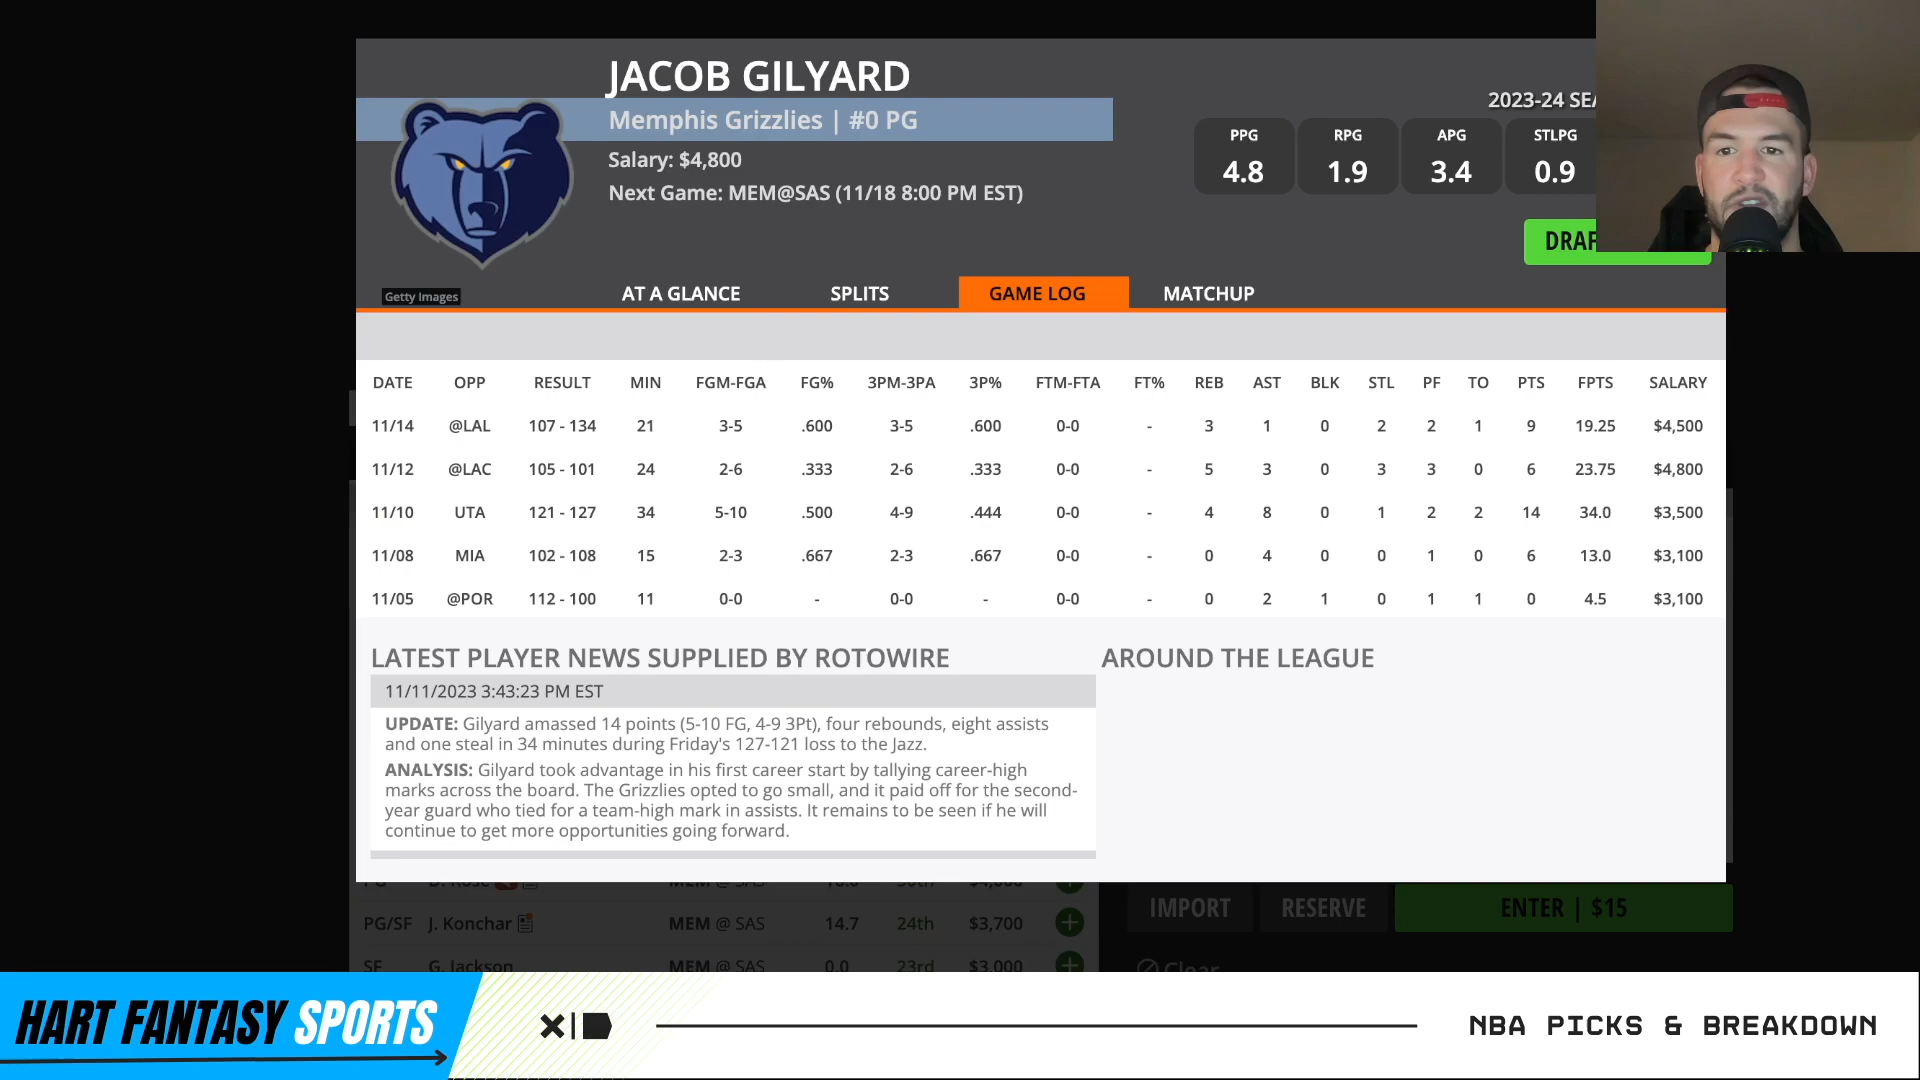 JACOB GILYARD
Memphis Grizzlies | #0 PG
Salary: $4,800
Next Game: MEM@SAS (11/18 8:00 PM EST)
2023-24 SEA
PPG RPG APG STLPG
4.8 1.9 3.4 0.9
DRAF
Getty Images
AT A GLANCE SPLITS GAME LOG MATCHUP
DATE OPP RESULT MIN FGM-FGA FG% 3PM-3PA 3P% FTM-FTA FT% REB AST BLK STL PF TO PTS FPTS SALARY
11/14 @LAL 107 - 134 21 3-5 .600 3-5 .600 0-0 - 3 1 0 2 2 1 9 19.25 $4,500
11/12 @LAC 105 - 101 24 2-6 .333 2-6 .333 0-0 - 5 3 0 3 3 0 6 23.75 $4,800
11/10 UTA 121 - 127 34 5-10 .500 4-9 .444 0-0 - 4 8 0 1 2 2 14 34.0 $3,500
11/08 MIA 102 - 108 15 2-3 .667 2-3 .667 0-0 - 0 4 0 0 1 0 6 13.0 $3,100
11/05 @POR 112 - 100 11 0-0 - 0-0 - 0-0 - 0 2 1 0 1 1 0 4.5 $3,100
LATEST PLAYER NEWS SUPPLIED BY ROTOWIRE
AROUND THE LEAGUE
11/11/2023 3:43:23 PM EST
UPDATE: Gilyard amassed 14 points (5-10 FG, 4-9 3Pt), four rebounds, eight assists
and one steal in 34 minutes during Friday's 127-121 loss to the Jazz.
ANALYSIS: Gilyard took advantage in his first career start by tallying career-high
marks across the board. The Grizzlies opted to go small, and it paid off for the second-
year guard who tied for a team-high mark in assists. It remains to be seen if he will
continue to get more opportunities going forward.
PG D. Rose MEM @ SAS
PG/SF J. Konchar MEM @ SAS 14.7 24th $3,700
SF G. Jackson MEM @ SAS 0.0 23rd $3,000
IMPORT RESERVE ENTER | $15
Clear
HART FANTASY SPORTS
NBA PICKS & BREAKDOWN